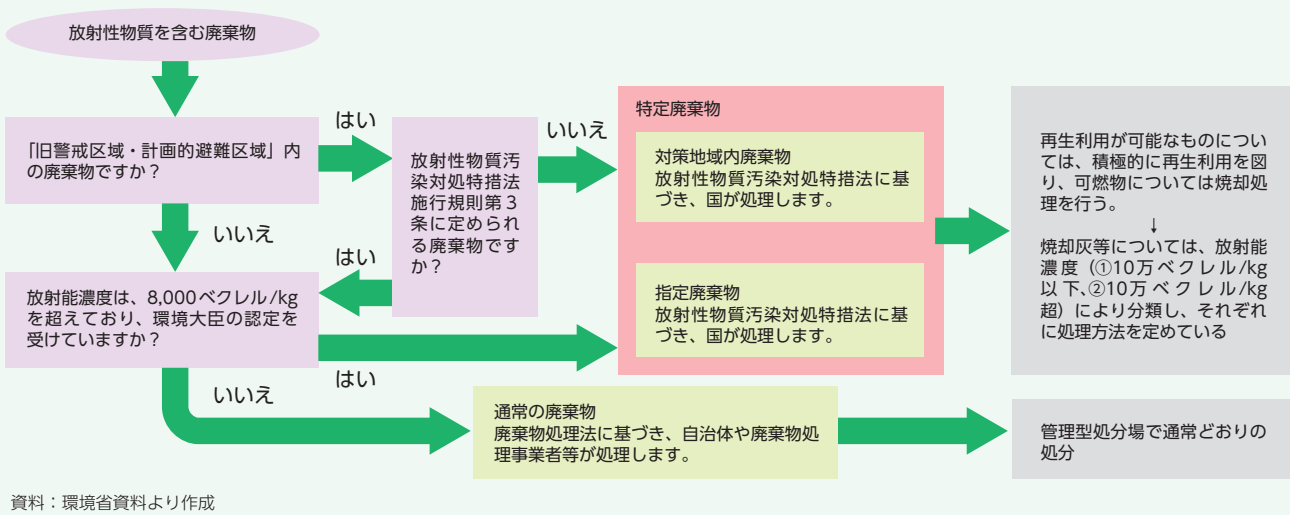 放射性物質を含む廃棄物
「旧警戒区域・計画的避難区域」内
の廃棄物ですか？
はい
いいえ
放射性物質汚
染対処特措法
施行規則第３
条に定められ
る廃棄物です
か？
いいえ
はい
放射能濃度は、8,000ベクレル/kg
を超えており、環境大臣の認定を
受けていますか？
はい
いいえ
特定廃棄物
対策地域内廃棄物
放射性物質汚染対処特措法に基
づき、国が処理します。
指定廃棄物
放射性物質汚染対処特措法に基
づき、国が処理します。
再生利用が可能なものについ
ては、積極的に再生利用を図
り、可燃物については焼却処
理を行う。
↓
焼却灰等については、放射能
濃度（①10万ベクレル/kg
以下、②10万ベクレル/kg
超）により分類し、それぞれ
に処理方法を定めている
通常の廃棄物
廃棄物処理法に基づき、自治体や廃棄物処
理事業者等が処理します。
管理型処分場で通常どおりの
処分
資料：環境省資料より作成